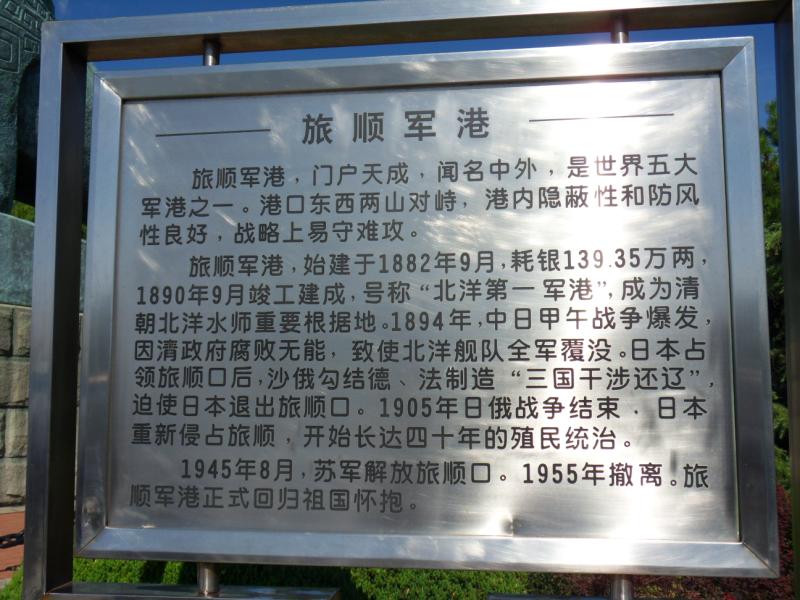 旅顺军港
旅顺军港，门户天成，闻名中外，是世界五大
军港之一。港口东西两山对峙，港内隐蔽性和防风
性良好，战略上易守难攻。
旅顺军港，始建于1882年9月，耗银139.35万两，
1890年9月竣工建成，号称“北洋第一军港”，成为清
朝北洋水师重要根据地。1894年，中日甲午战争爆发，
因清政府腐败无能，致使北洋舰队全军覆没。日本占
领旅顺口后，沙俄勾结德、法制造“三国干涉还辽”，
迫使日本退出旅顺口。1905年日俄战争结束．日本
重新侵占旅顺，开始长达四十年的殖民统治。
1945年8月，苏军解放旅顺口。1955年撤离。旅
顺军港正式回归祖国怀抱。